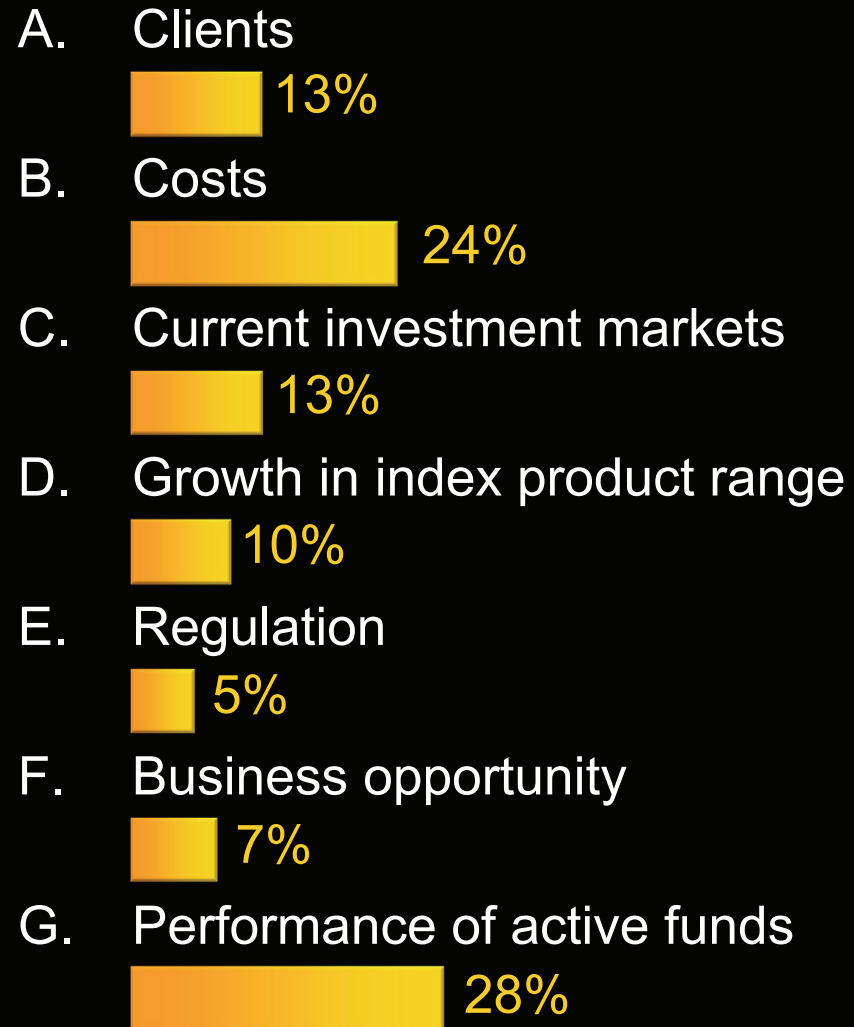 A. Clients
13%
B. Costs
24%
C. Current investment markets
13%
D. Growth in index product range
10%
E. Regulation
5%
F. Business opportunity
7%
G. Performance of active funds
28%